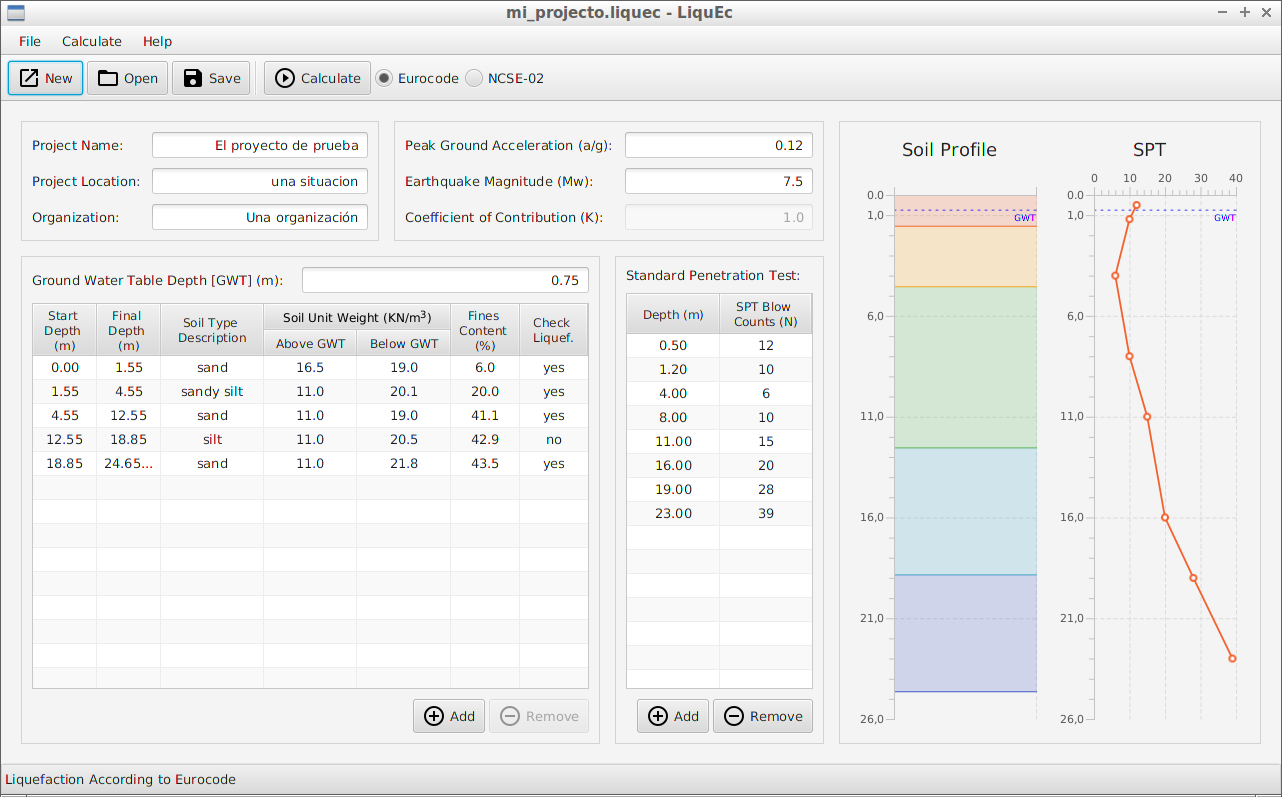 mi_projecto.liquec - LiquEc
File Calculate Help
New Open Save Calculate Eurocode NCSE-02
Project Name: El proyecto de prueba
Project Location: una situacion
Organization: Una organización
Peak Ground Acceleration (a/g): 0.12
Earthquake Magnitude (Mw): 7.5
Coefficient of Contribution (K): 1.0
Ground Water Table Depth [GWT] (m): 0.75
Start Depth (m) Final Depth (m) Soil Type Description Soil Unit Weight (KN/m³) Above GWT Below GWT Fines Content (%) Check Liquef.
0.00 1.55 sand 16.5 19.0 6.0 yes
1.55 4.55 sandy silt 11.0 20.1 20.0 yes
4.55 12.55 sand 11.0 19.0 41.1 yes
12.55 18.85 silt 11.0 20.5 42.9 no
18.85 24.65... sand 11.0 21.8 43.5 yes
Add Remove
Standard Penetration Test:
Depth (m) SPT Blow Counts (N)
0.50 12
1.20 10
4.00 6
8.00 10
11.00 15
16.00 20
19.00 28
23.00 39
Add Remove
Soil Profile
0.0
1,0
GWT
6,0
11,0
16,0
21,0
26,0
SPT
0 10 20 30 40
0.0
1,0
GWT
6,0
11,0
16,0
21,0
26,0
Liquefaction According to Eurocode